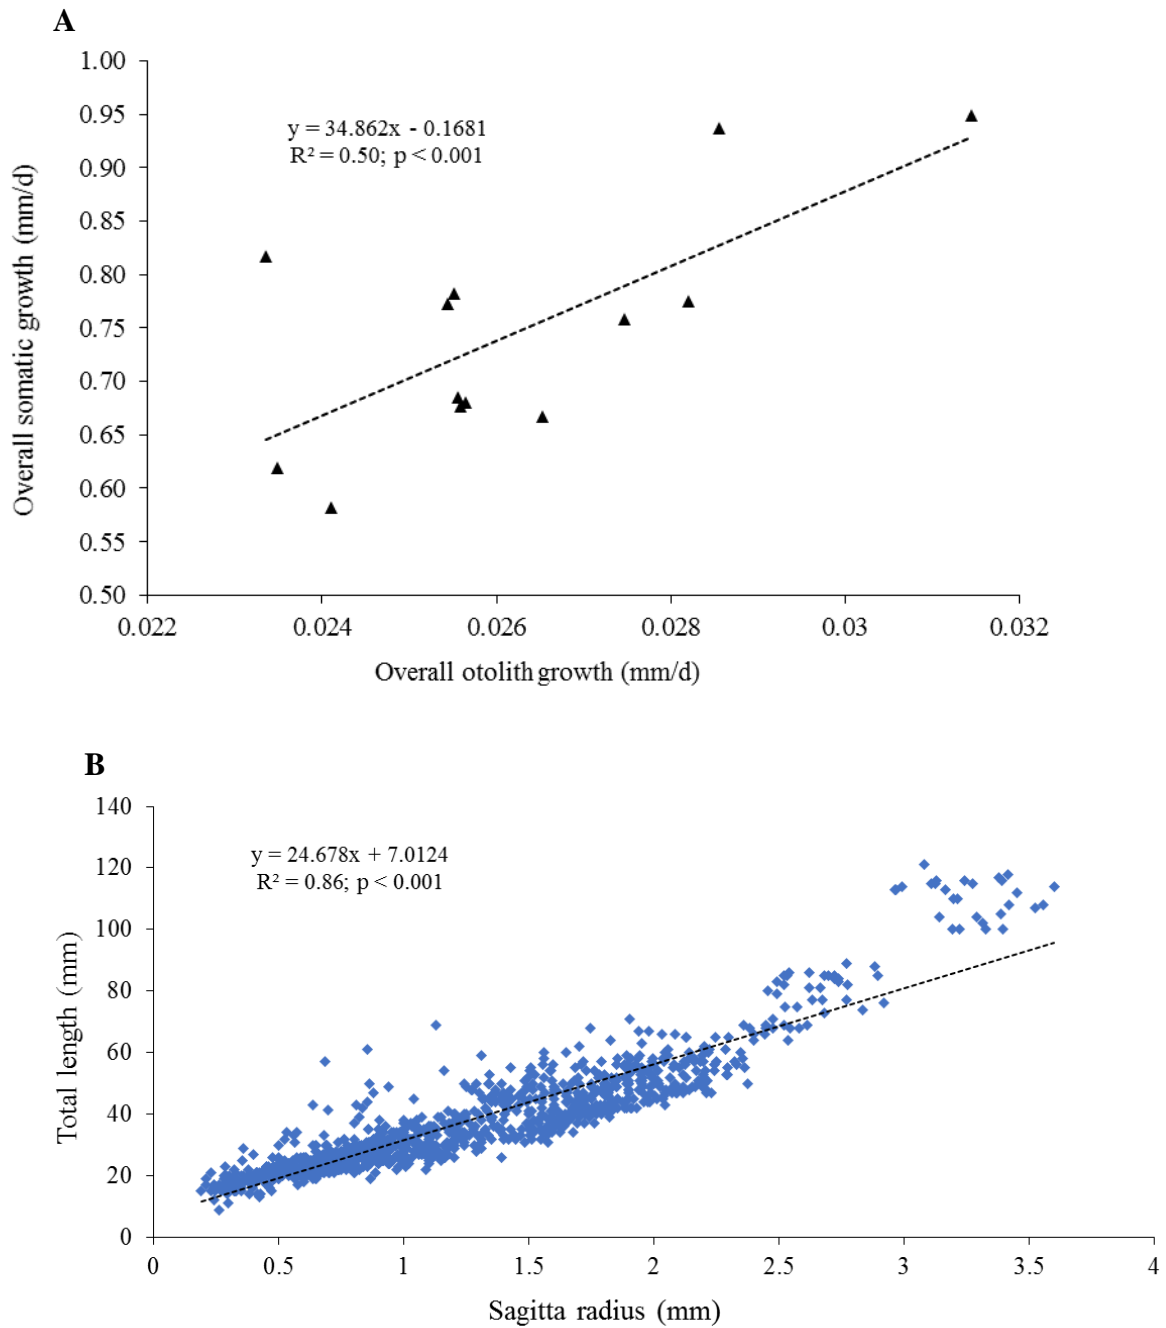 A
1.00
0.95
0.90
0.85
0.80
0.75
0.70
0.65
0.60
0.55
0.50
y = 34.862x - 0.1681
R² = 0.50; p < 0.001
Overall somatic growth (mm/d)
0.022 0.024 0.026 0.028 0.03 0.032
Overall otolith growth (mm/d)
B
140
120
100
80
60
40
20
0
y = 24.678x + 7.0124
R² = 0.86; p < 0.001
Total length (mm)
0 0.5 1 1.5 2 2.5 3 3.5 4
Sagitta radius (mm)